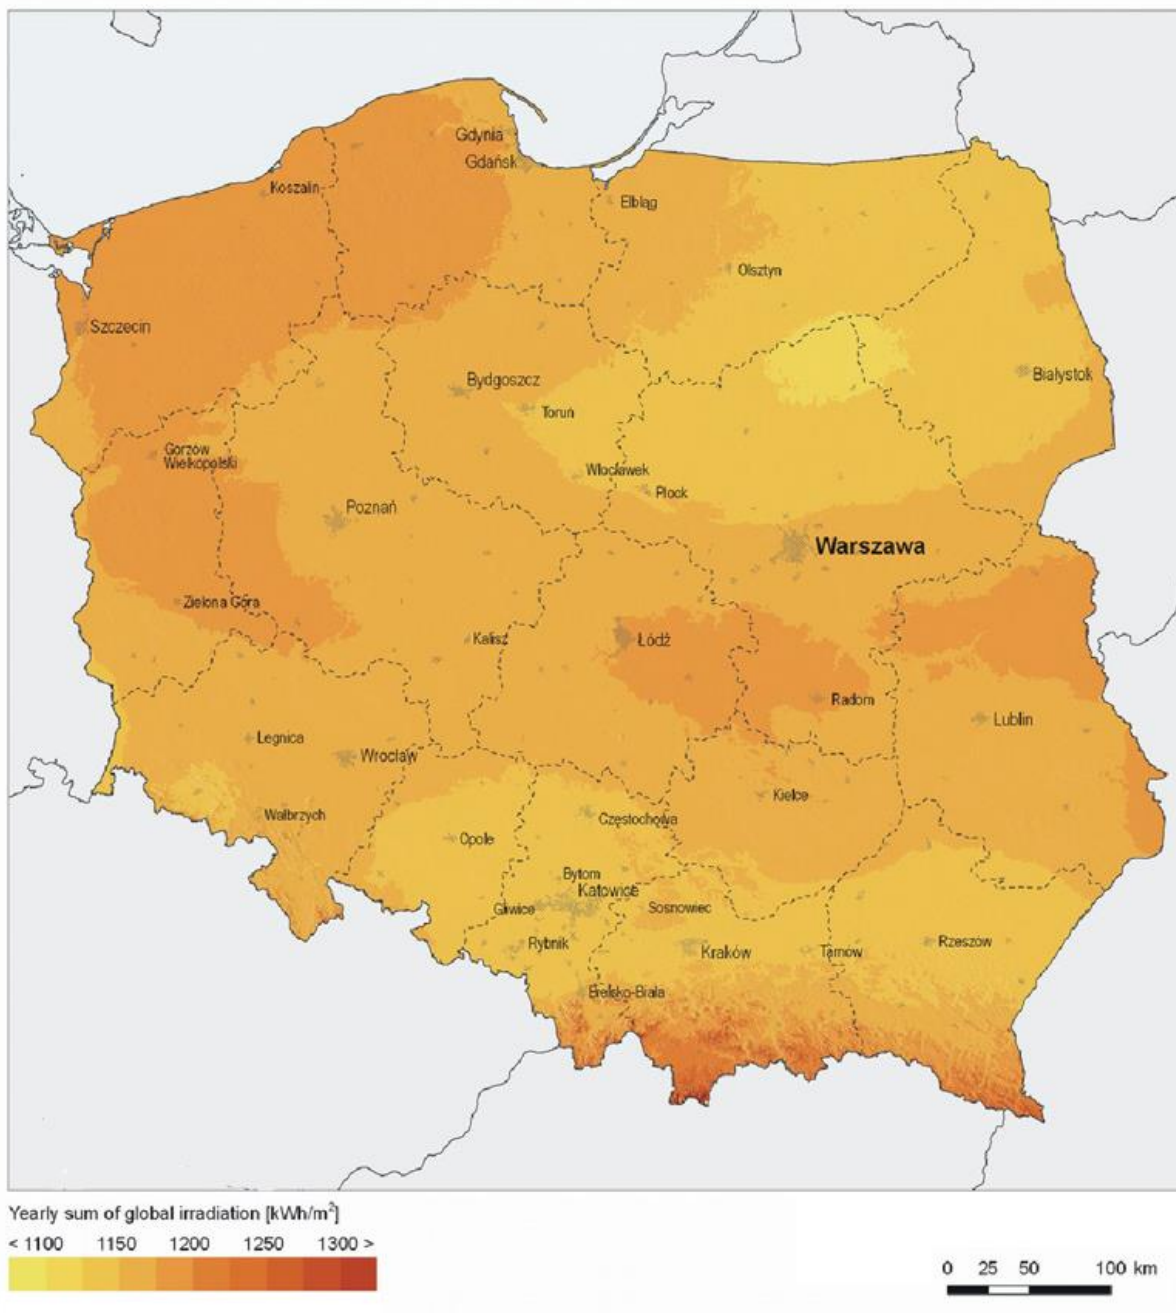 Gdynia
Gdańsk
Koszalin
Elbląg
Olsztyn
Szczecin
Białystok
Bydgoszcz
Toruń
Gorzów
Wielkopolski
Włocławek
Płock
Poznań
Warszawa
Zielona Góra
Kalisz
Łódź
Radom
Lublin
Legnica
Wrocław
Kielce
Wałbrzych
Częstochowa
Opole
Bytom
Katowice
Gliwice
Sosnowiec
Rybnik
Kraków
Tarnow
Rzeszów
Bielsko-Biała
Yearly sum of global irradiation [kWh/m²]
< 1100 1150 1200 1250 1300 >
0 25 50 100 km